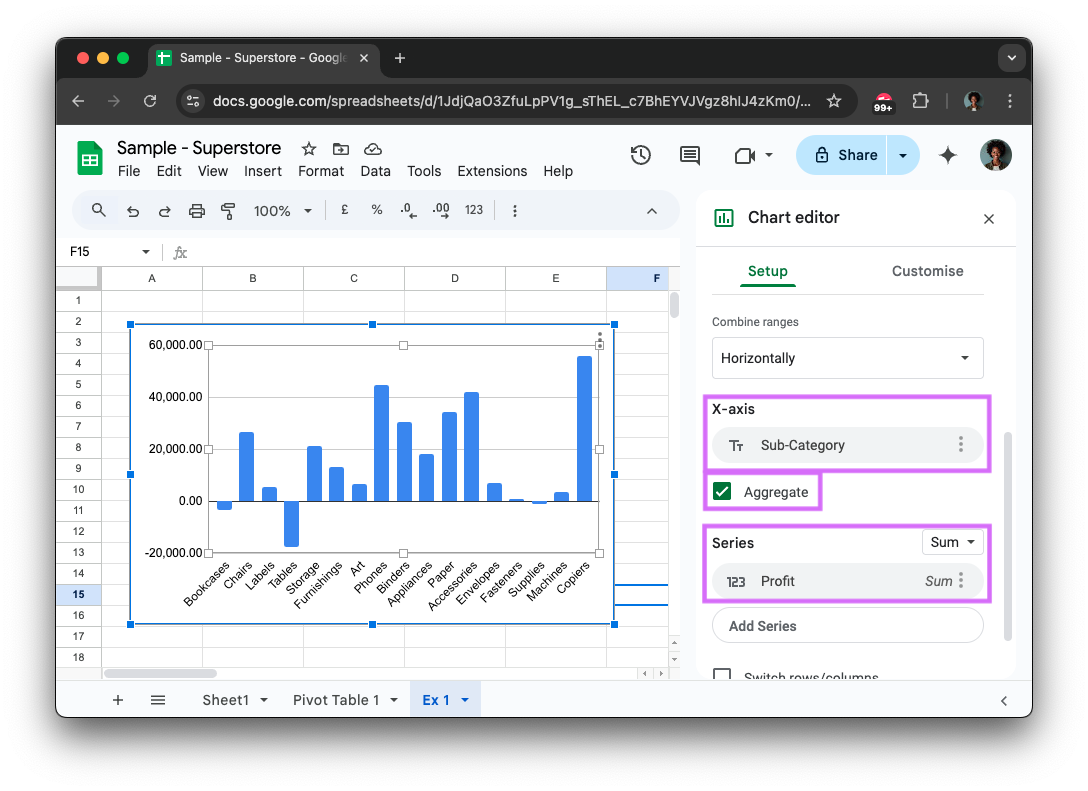 Sample - Superstore - Google
docs.google.com/spreadsheets/d/1JdjQaO3ZfuLpPV1g_sThEL_c7BhEYVJVgz8hIJ4zKm0/...
99+
Sample - Superstore
File Edit View Insert Format Data Tools Extensions Help
Share
100% £ % .0 .00 123
Chart editor
F15 fx
Setup Customise
A B C D E F
1
2
3
4
5
6
7
8
9
10
11
12
13
14
15
16
17
18
60,000.00
40,000.00
20,000.00
0.00
-20,000.00
Bookcases
Chairs
Labels
Tables
Storage
Furnishings
Art
Phones
Binders
Appliances
Paper
Accessories
Envelopes
Fasteners
Supplies
Machines
Copiers
Combine ranges
Horizontally
X-axis
Tт Sub-Category
Aggregate
Series Sum
123 Profit Sum
Add Series
Switch rows/columns
Sheet1 Pivot Table 1 Ex 1